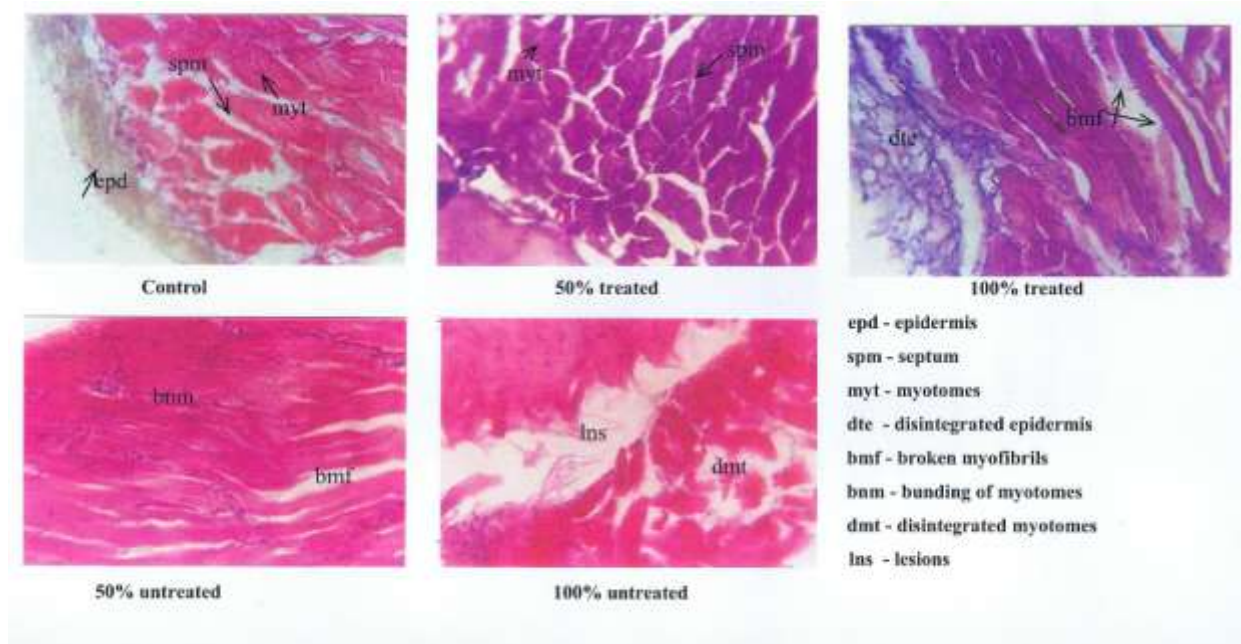 spm
myt
epd
Control
myt
spm
50% treated
bmf
dte
100% treated
bnm
bmf
50% untreated
lns
dmt
100% untreated
epd - epidermis
spm - septum
myt - myotomes
dte - disintegrated epidermis
bmf - broken myofibrils
bnm - bunding of myotomes
dmt - disintegrated myotomes
lns - lesions